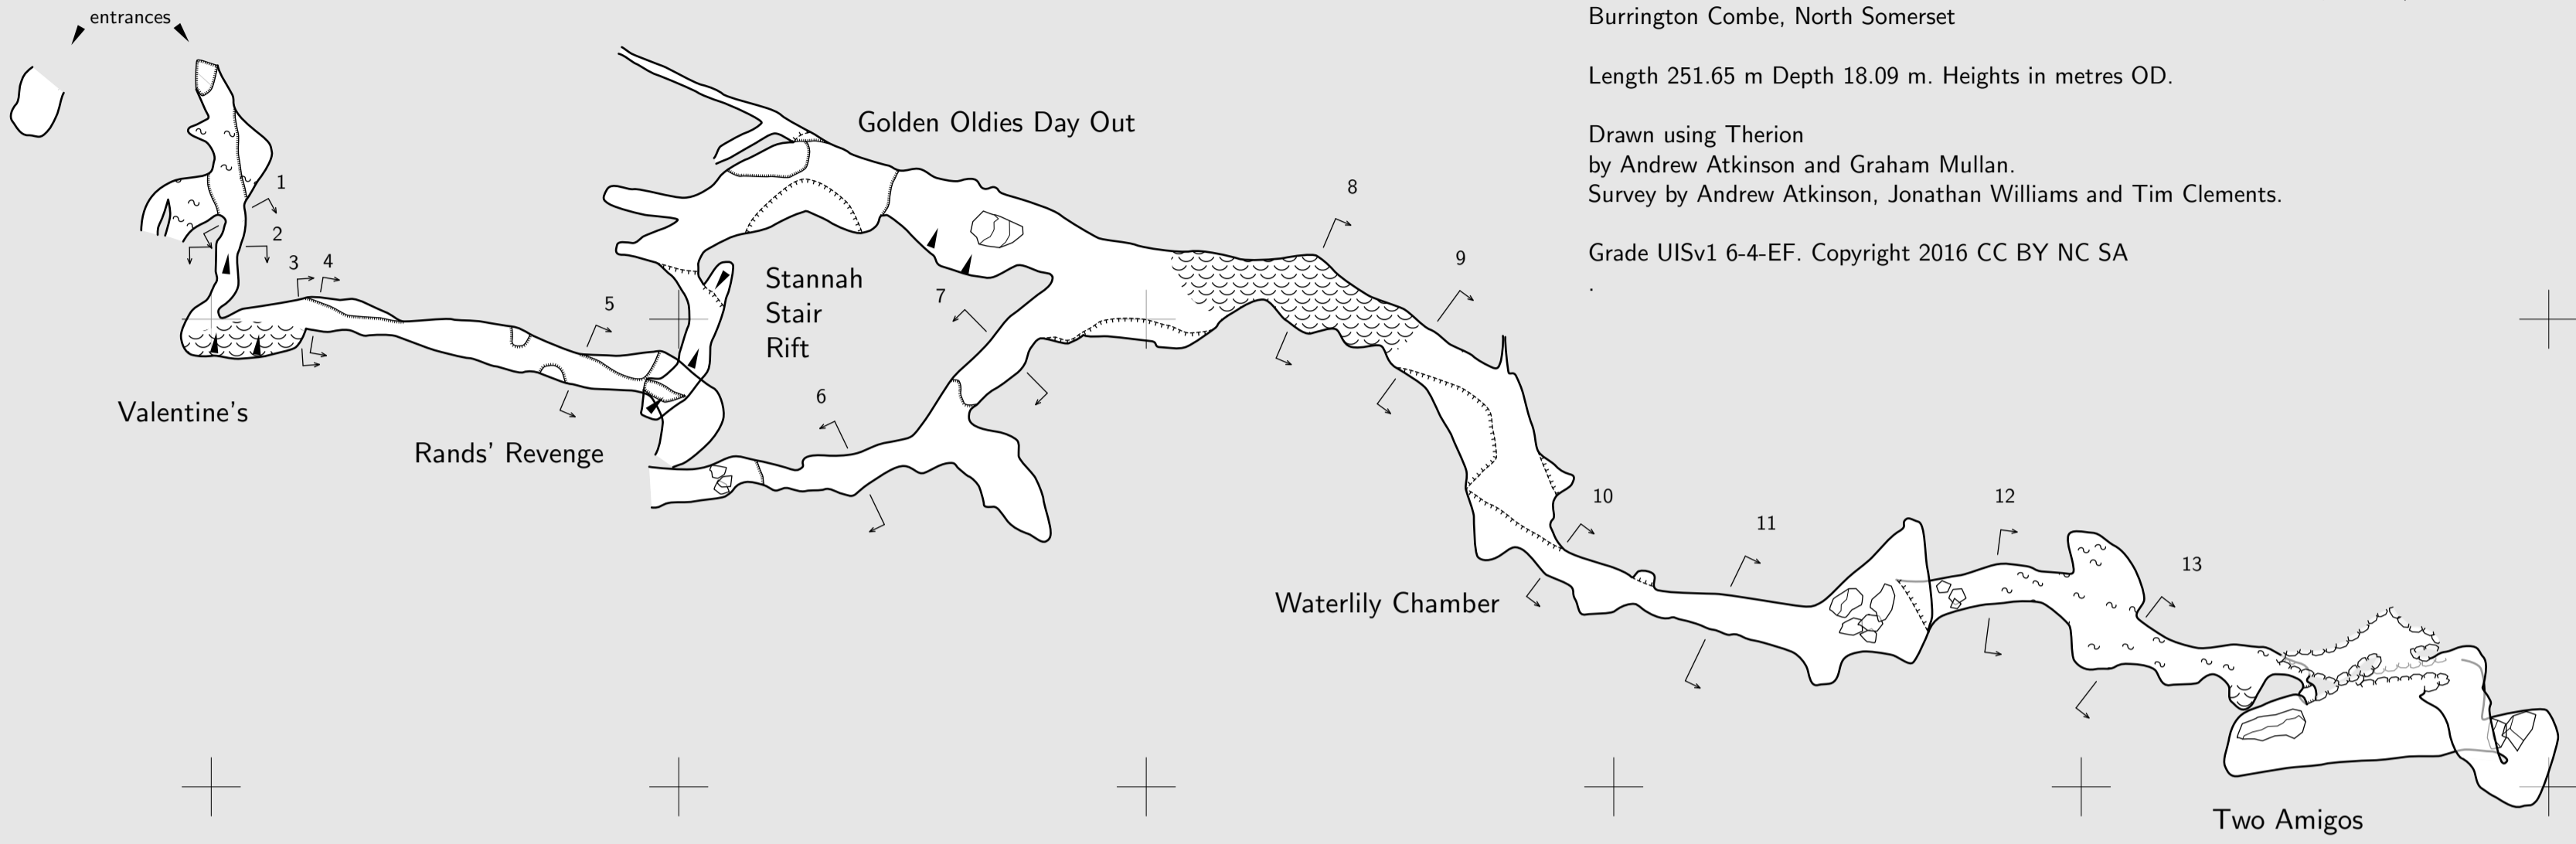 entrances
Burrington Combe, North Somerset
Length 251.65 m Depth 18.09 m. Heights in metres OD.
Drawn using Therion
by Andrew Atkinson and Graham Mullan.
Survey by Andrew Atkinson, Jonathan Williams and Tim Clements.
Grade UISv1 6-4-EF. Copyright 2016 CC BY NC SA
.
Golden Oldies Day Out
1
2
3
4
5
Stannah
Stair
Rift
7
8
9
6
Valentine's
Rands' Revenge
10
11
12
13
Waterlily Chamber
Two Amigos